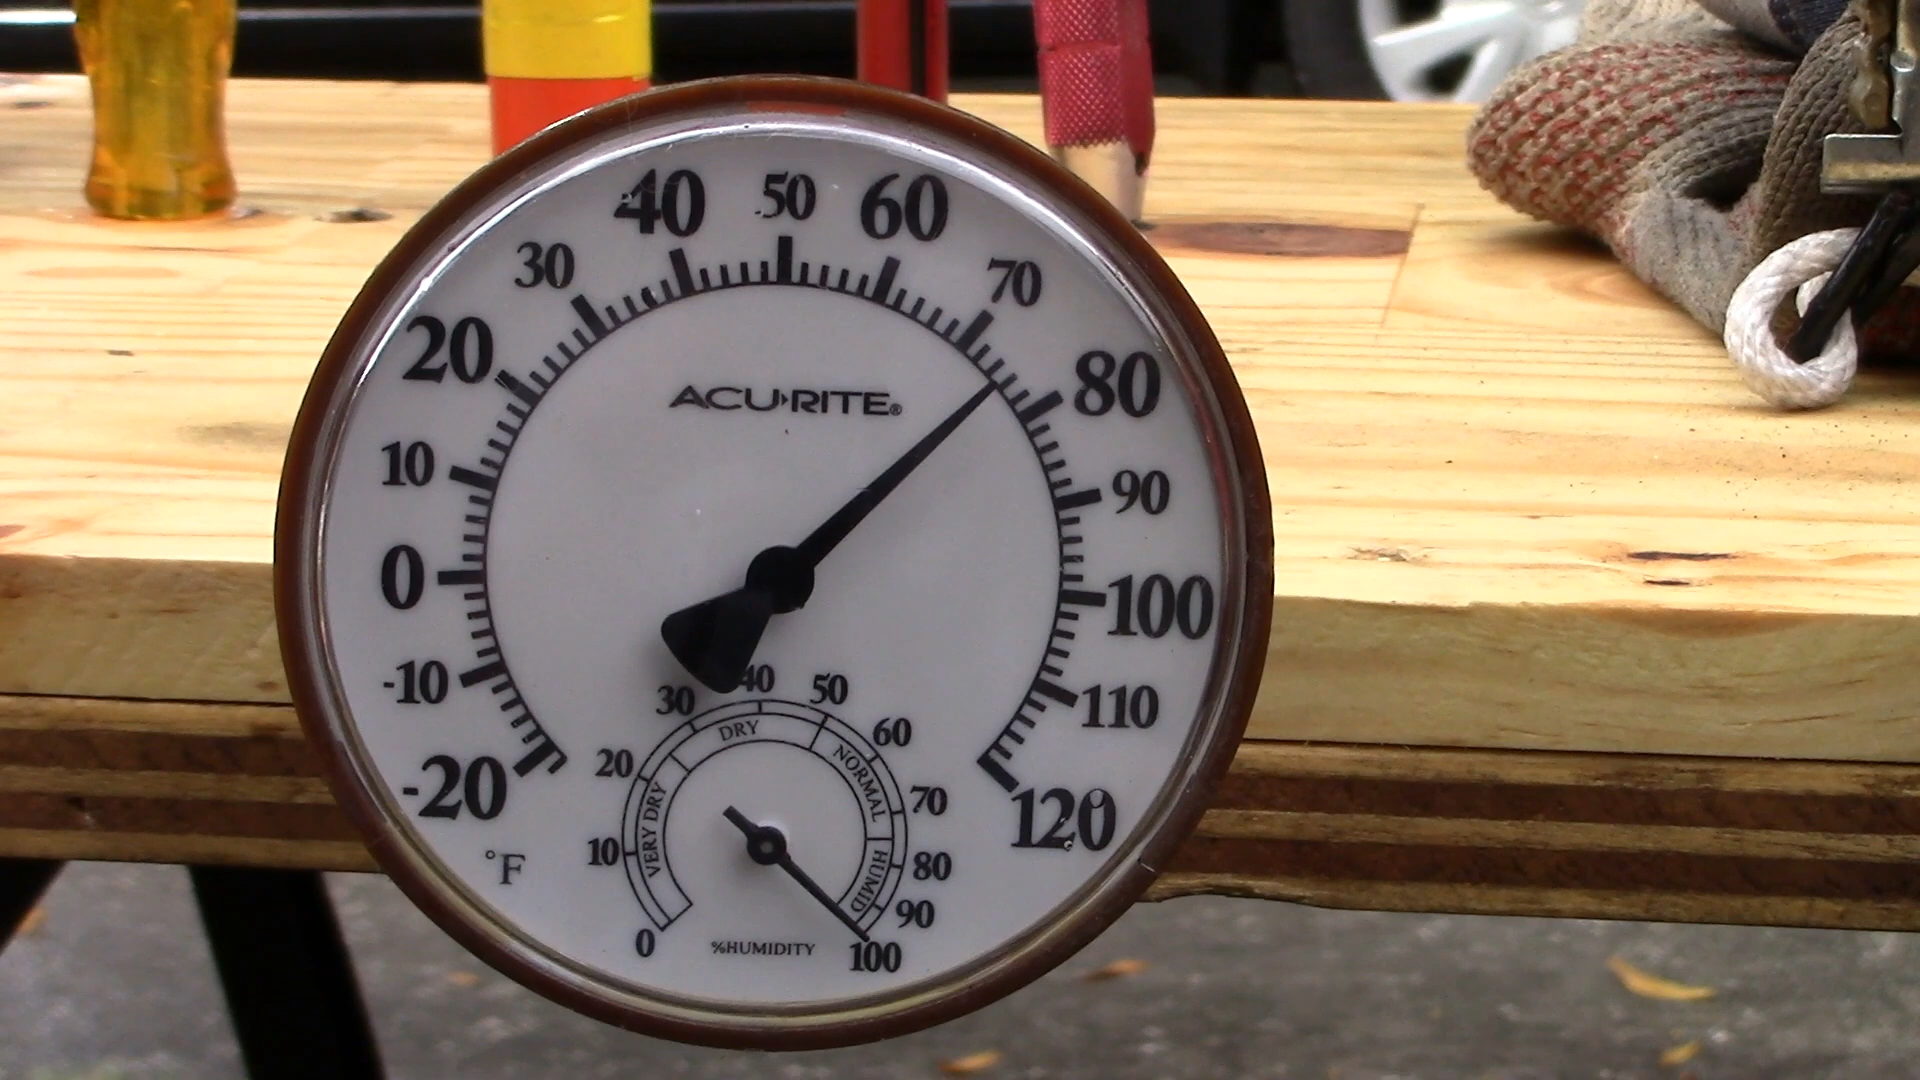 40 50 60
30 70
20 80
ACU›RITE®
10 90
0 100
-10 110
-20 120
°F
30 40 50
20 60
10 70
0 80
90
100
VERY DRY
DRY
NORMAL
HUMID
%HUMIDITY